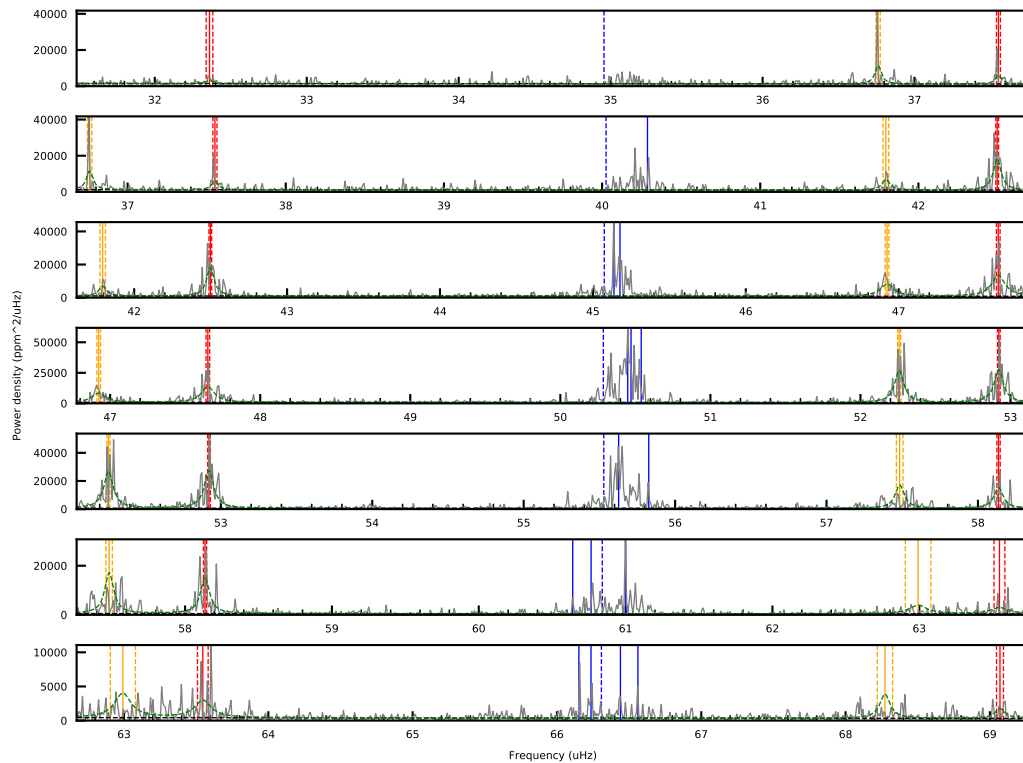 40000
20000
0
32 33 34 35 36 37
40000
20000
0
37 38 39 40 41 42
40000
20000
0
42 43 44 45 46 47
Power density (ppm^2/uHz)
50000
25000
0
47 48 49 50 51 52 53
40000
20000
0
53 54 55 56 57 58
20000
0
58 59 60 61 62 63
10000
5000
0
63 64 65 66 67 68 69
Frequency (uHz)